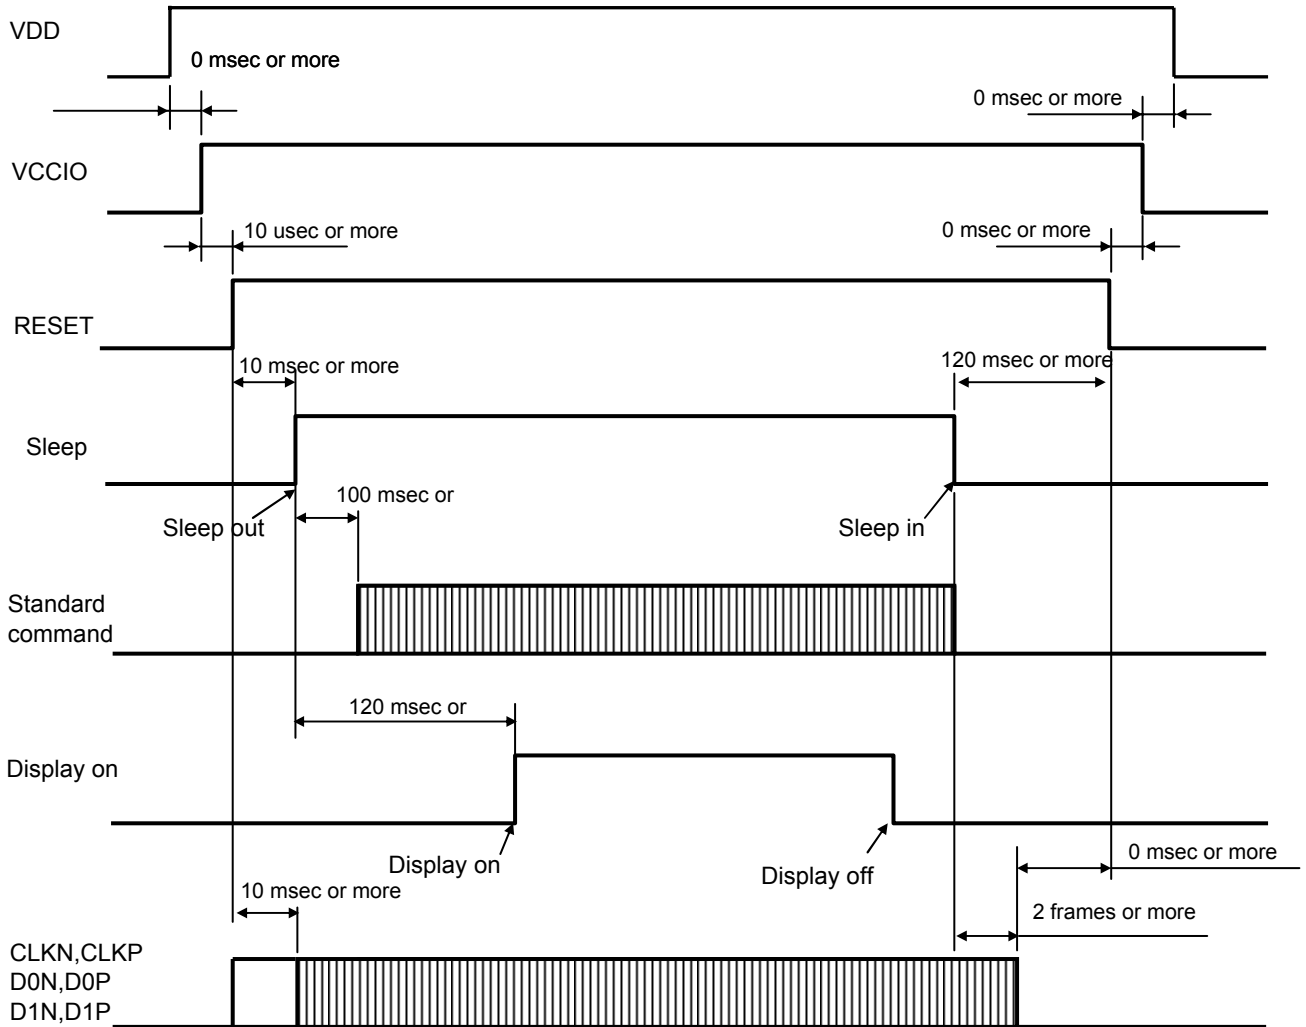 VDD
0 msec or more
0 msec or more
VCCIO
10 usec or more
0 msec or more
RESET
10 msec or more
120 msec or more
Sleep
100 msec or
Sleep out
Sleep in
Standard
command
120 msec or
Display on
Display on
Display off
0 msec or more
10 msec or more
2 frames or more
CLKN,CLKP
D0N,D0P
D1N,D1P